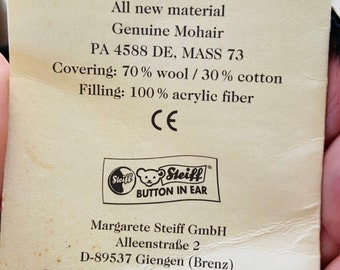 All new material
Genuine Mohair
PA 4588 DE, MASS 73
Covering: 70% wool / 30% cotton
Filling: 100% acrylic fiber
CE
Steiff Steiff®
BUTTON IN EAR
Margarete Steiff GmbH
Alleenstraße 2
D-89537 Giengen (Brenz)